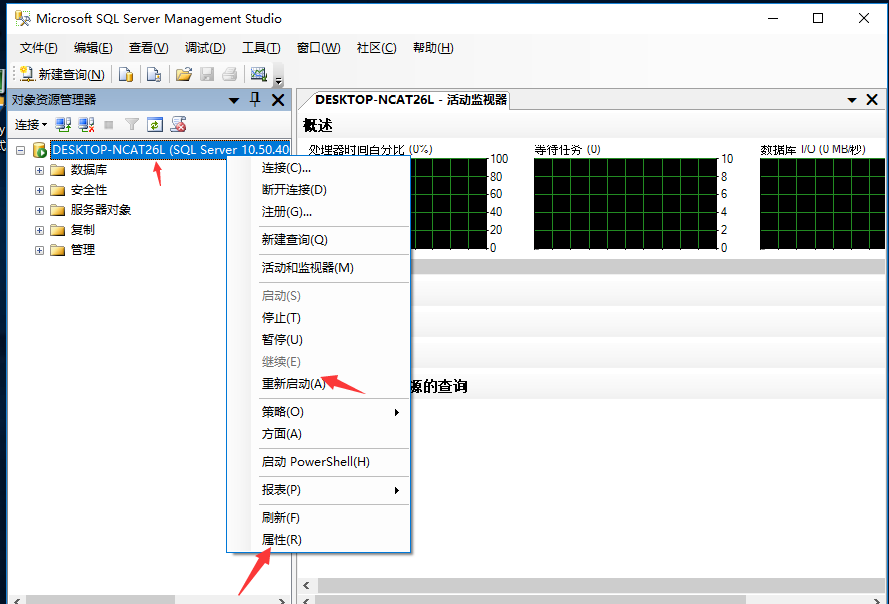 Microsoft SQL Server Management Studio
文件(F) 编辑(E) 查看(V) 调试(D) 工具(T) 窗口(W) 社区(C) 帮助(H)
新建查询(N)
对象资源管理器
连接
DESKTOP-NCAT26L (SQL Server 10.50.40
数据库
安全性
服务器对象
复制
管理
连接(C)...
断开连接(D)
注册(G)...
新建查询(Q)
活动和监视器(M)
启动(S)
停止(T)
暂停(U)
继续(E)
重新启动(A)
策略(O)
方面(A)
启动 PowerShell(H)
报表(P)
刷新(F)
属性(R)
DESKTOP-NCAT26L - 活动监视器
概述
处理器时间百分比 (0%)
100
80
60
40
20
0
等待任务 (0)
10
8
6
4
2
0
数据库 I/O (0 MB/秒)
源的查询